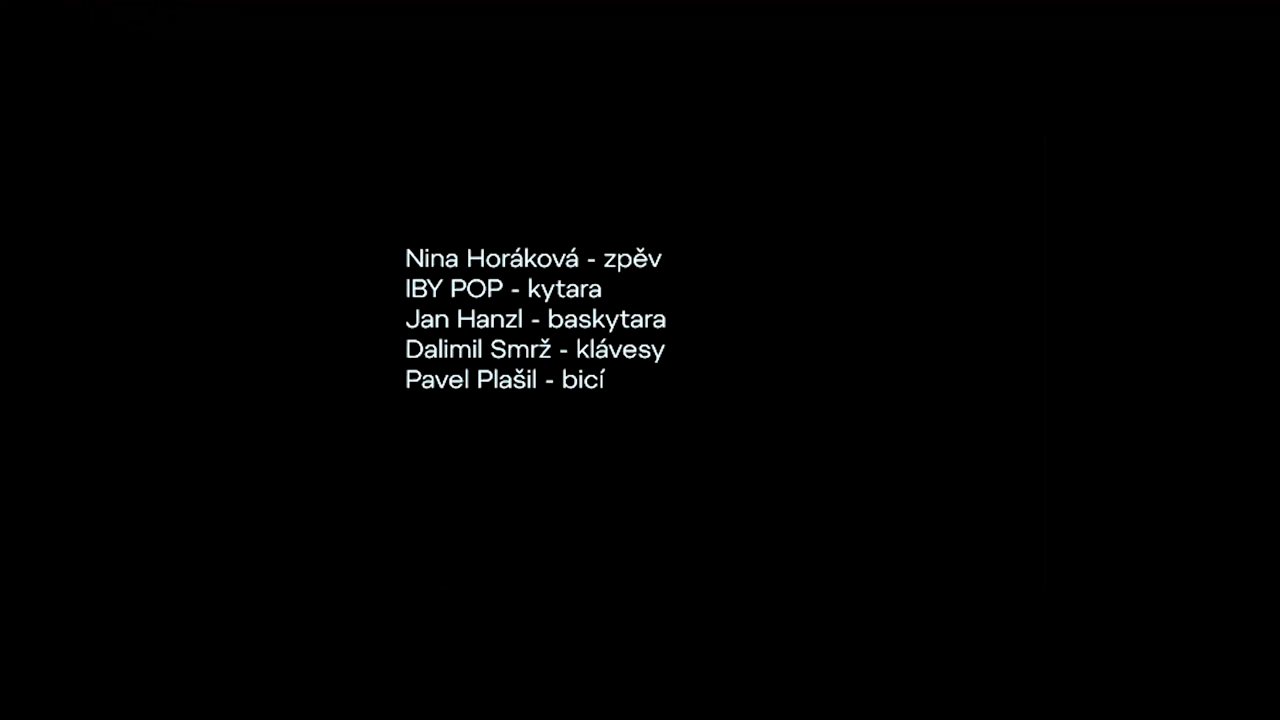 Nina Horáková - zpěv
IBY POP - kytara
Jan Hanzl - baskytara
Dalimil Smrž - klávesy
Pavel Plašil - bicí